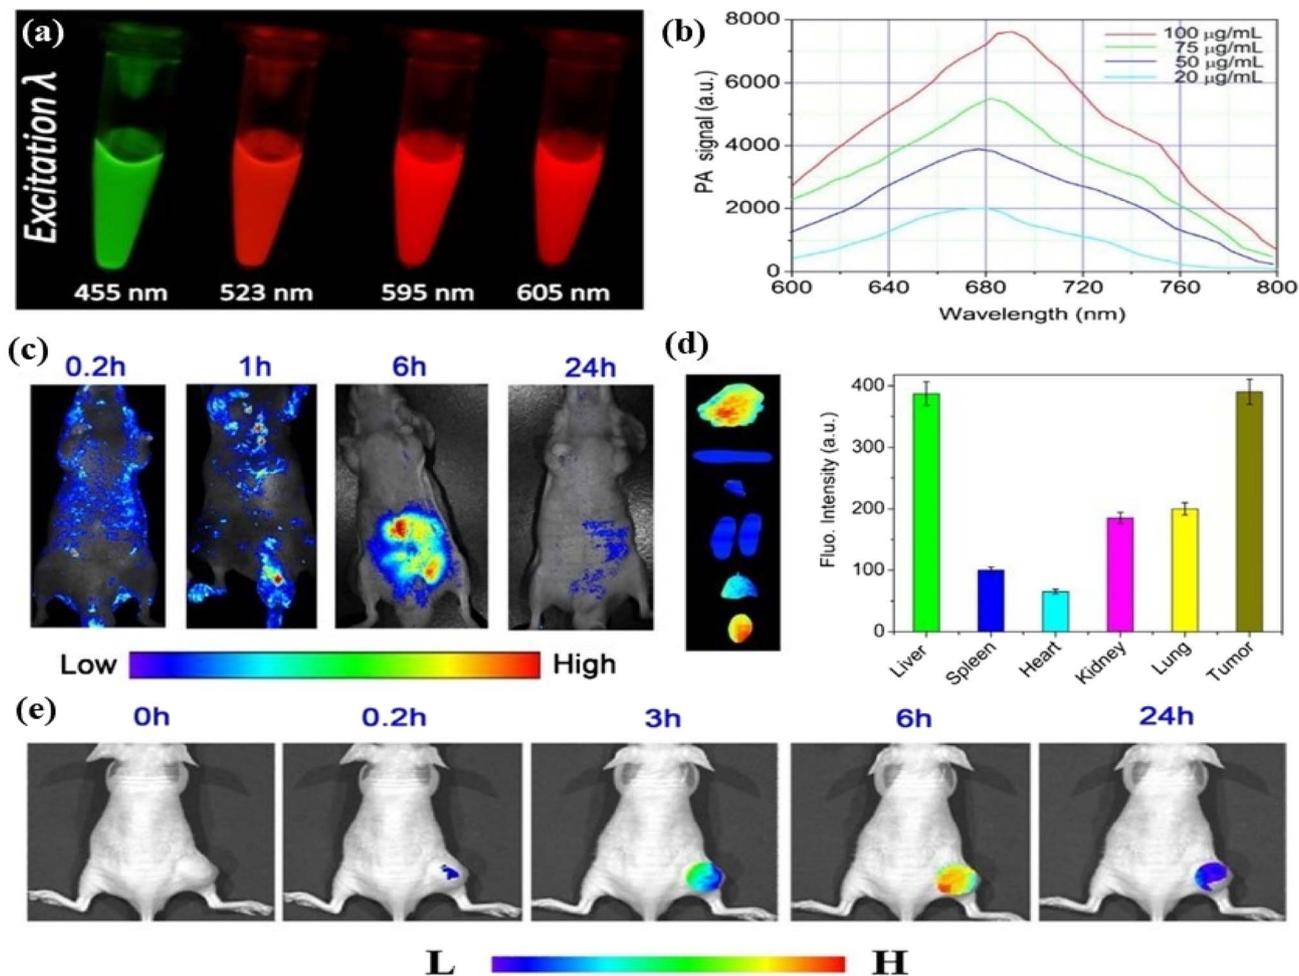 (a)
Excitation λ
455 nm 523 nm 595 nm 605 nm
(b)
8000
6000
4000
2000
0
PA signal (a.u.)
100 µg/mL
75 µg/mL
50 µg/mL
20 µg/mL
600 640 680 720 760 800
Wavelength (nm)
(c)
0.2h 1h 6h 24h
Low High
(d)
400
300
200
100
0
Fluo. Intensity (a.u.)
Liver Spleen Heart Kidney Lung Tumor
(e)
0h 0.2h 3h 6h 24h
L H